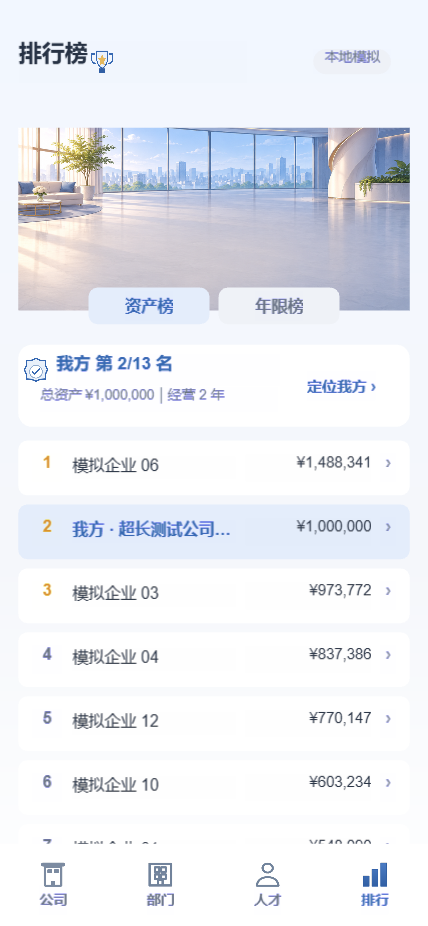 排行榜
本地模拟
资产榜
年限榜
我方 第 2/13 名
总资产 ¥1,000,000 | 经营 2 年
定位我方 ›
1 模拟企业 06 ¥1,488,341 ›
2 我方 · 超长测试公司... ¥1,000,000 ›
3 模拟企业 03 ¥973,772 ›
4 模拟企业 04 ¥837,386 ›
5 模拟企业 12 ¥770,147 ›
6 模拟企业 10 ¥603,234 ›
公司 部门 人才 排行